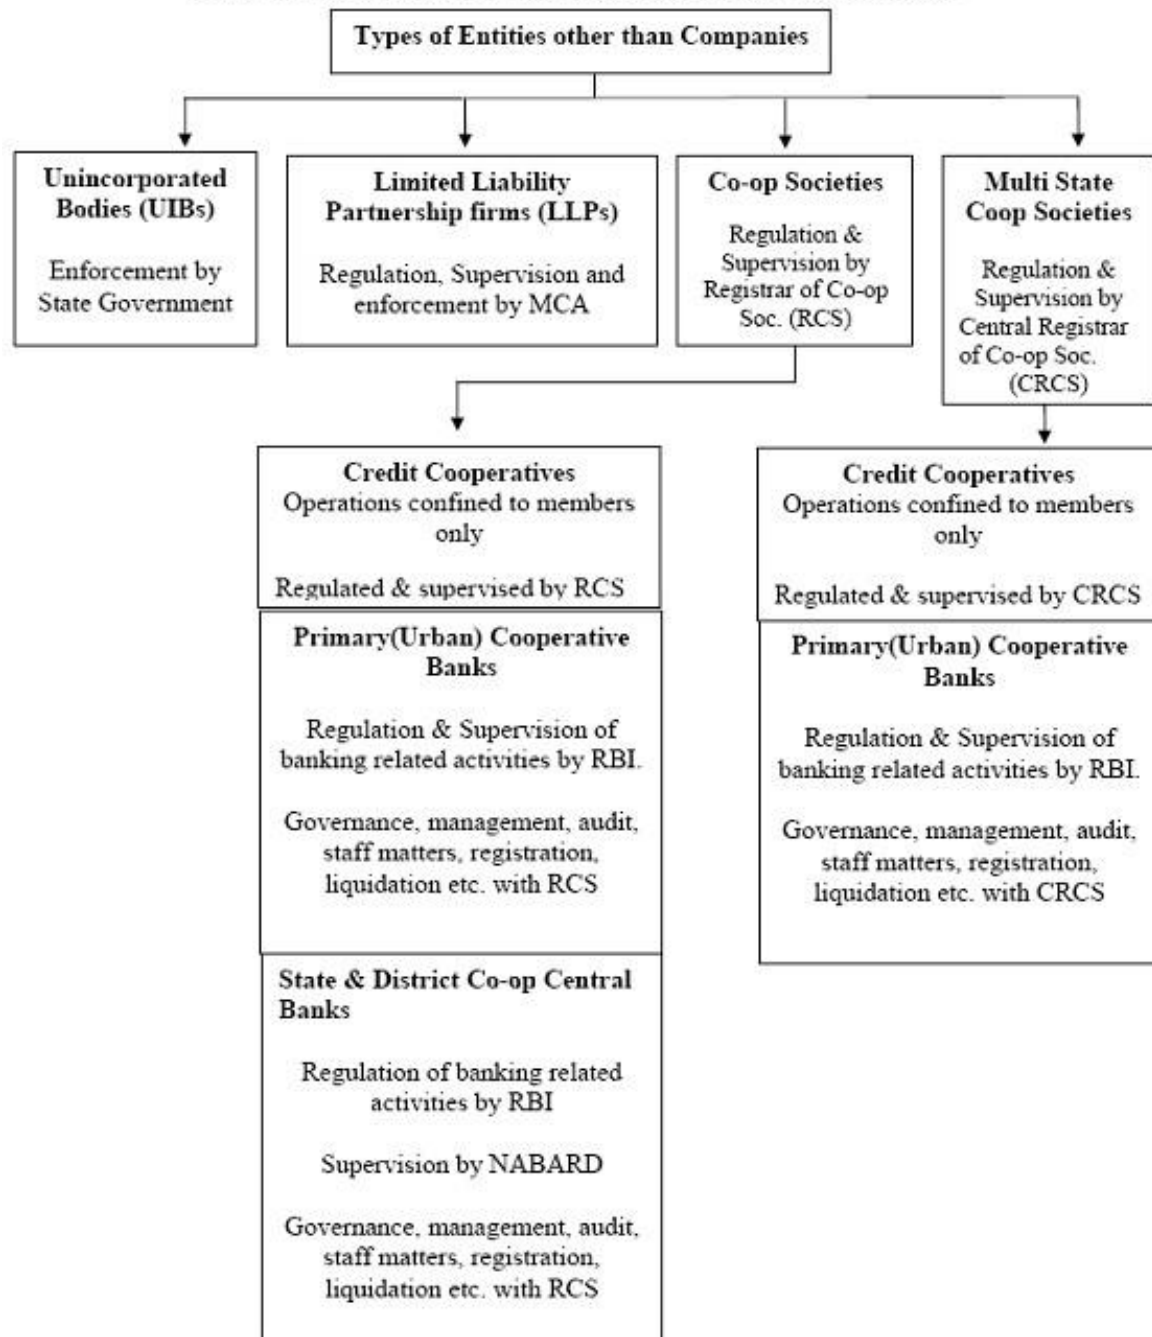 Types of Entities other than Companies
Unincorporated
Bodies (UIBs)
Enforcement by
State Government
Limited Liability
Partnership firms (LLPs)
Regulation, Supervision and
enforcement by MCA
Co-op Societies
Regulation &
Supervision by
Registrar of Co-op
Soc. (RCS)
Multi State
Coop Societies
Regulation &
Supervision by
Central Registrar
of Co-op Soc.
(CRCS)
Credit Cooperatives
Operations confined to members
only
Regulated & supervised by RCS
Primary(Urban) Cooperative
Banks
Regulation & Supervision of
banking related activities by RBI.
Governance, management, audit,
staff matters, registration,
liquidation etc. with RCS
State & District Co-op Central
Banks
Regulation of banking related
activities by RBI
Supervision by NABARD
Governance, management, audit,
staff matters, registration,
liquidation etc. with RCS
Credit Cooperatives
Operations confined to members
only
Regulated & supervised by CRCS
Primary(Urban) Cooperative
Banks
Regulation & Supervision of
banking related activities by RBI.
Governance, management, audit,
staff matters, registration,
liquidation etc. with CRCS